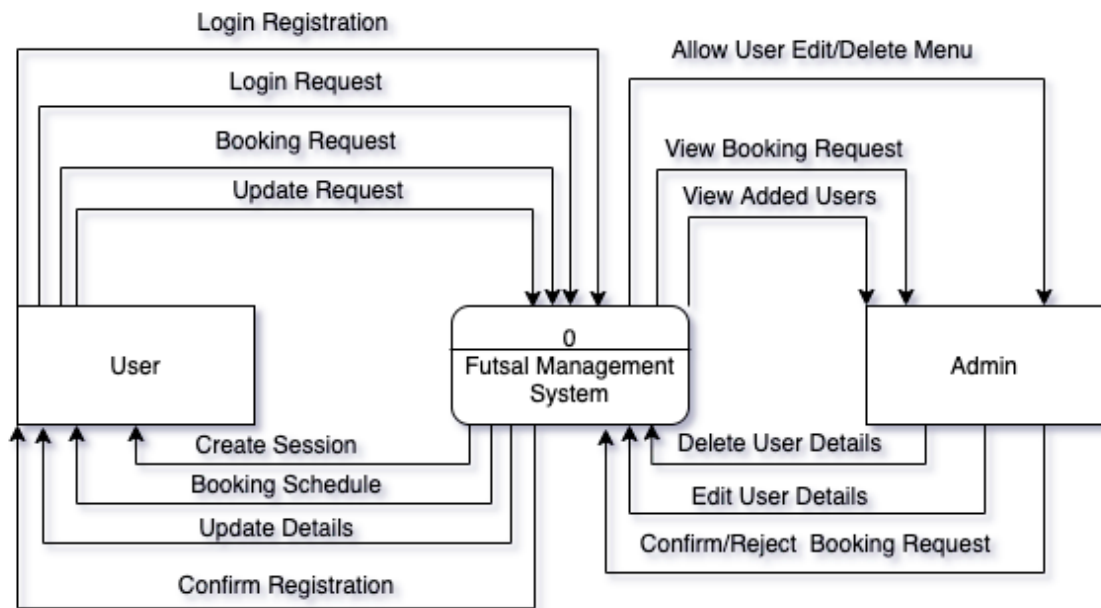 Login Registration
Allow User Edit/Delete Menu
Login Request
Booking Request
View Booking Request
Update Request
View Added Users
0
User
Futsal Management
System
Admin
Create Session
Delete User Details
Booking Schedule
Edit User Details
Update Details
Confirm/Reject Booking Request
Confirm Registration